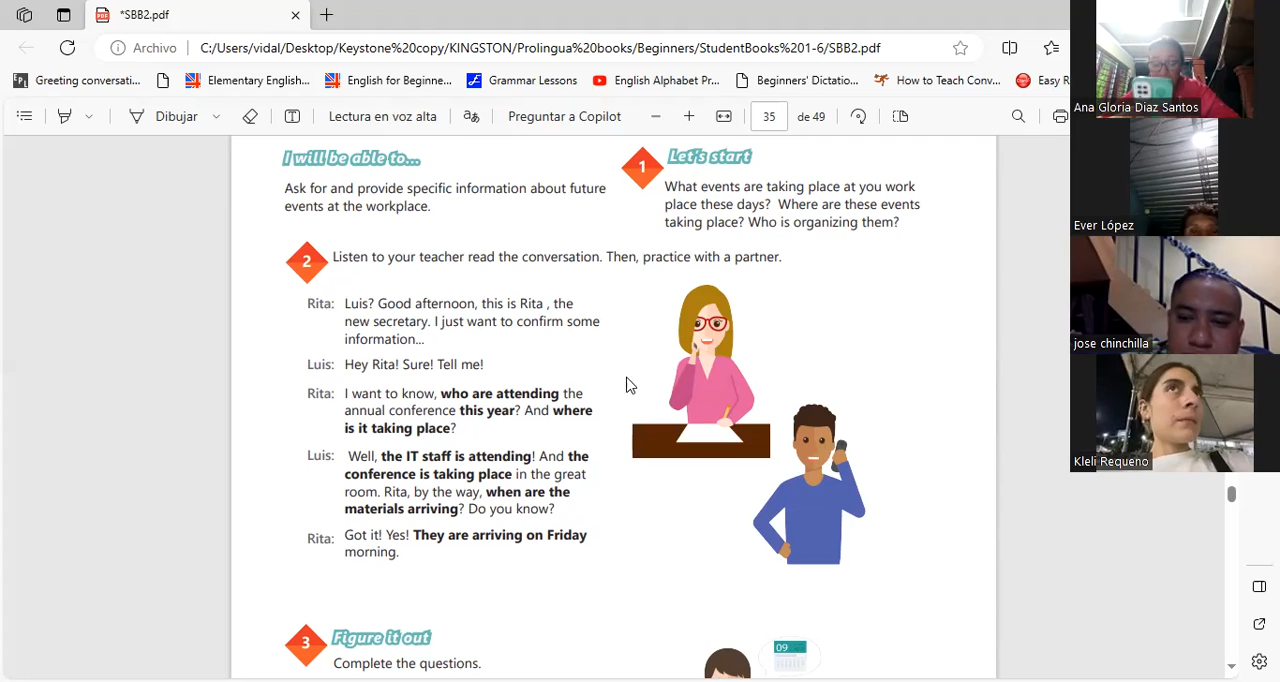 *SBB2.pdf
Archivo
C:/Users/vidal/Desktop/Keystone%20copy/KINGSTON/Prolingua%20books/Beginners/StudentBooks%201-6/SBB2.pdf
Greeting conversati...
Elementary English...
English for Beginne...
Grammar Lessons
English Alphabet Pr...
Beginners' Dictatio...
How to Teach Conv...
Easy R
Dibujar
Lectura en voz alta
Preguntar a Copilot
35
de 49
I will be able to...
Ask for and provide specific information about future
events at the workplace.
1
Let's start
What events are taking place at you work
place these days? Where are these events
taking place? Who is organizing them?
2
Listen to your teacher read the conversation. Then, practice with a partner.
Rita: Luis? Good afternoon, this is Rita , the
new secretary. I just want to confirm some
information...
Luis: Hey Rita! Sure! Tell me!
Rita: I want to know, who are attending the
annual conference this year? And where
is it taking place?
Luis: Well, the IT staff is attending! And the
conference is taking place in the great
room. Rita, by the way, when are the
materials arriving? Do you know?
Rita: Got it! Yes! They are arriving on Friday
morning.
3
Figure it out
Complete the questions.
09
Ana Gloria Diaz Santos
Ever López
jose chinchilla
Kleli Requeno